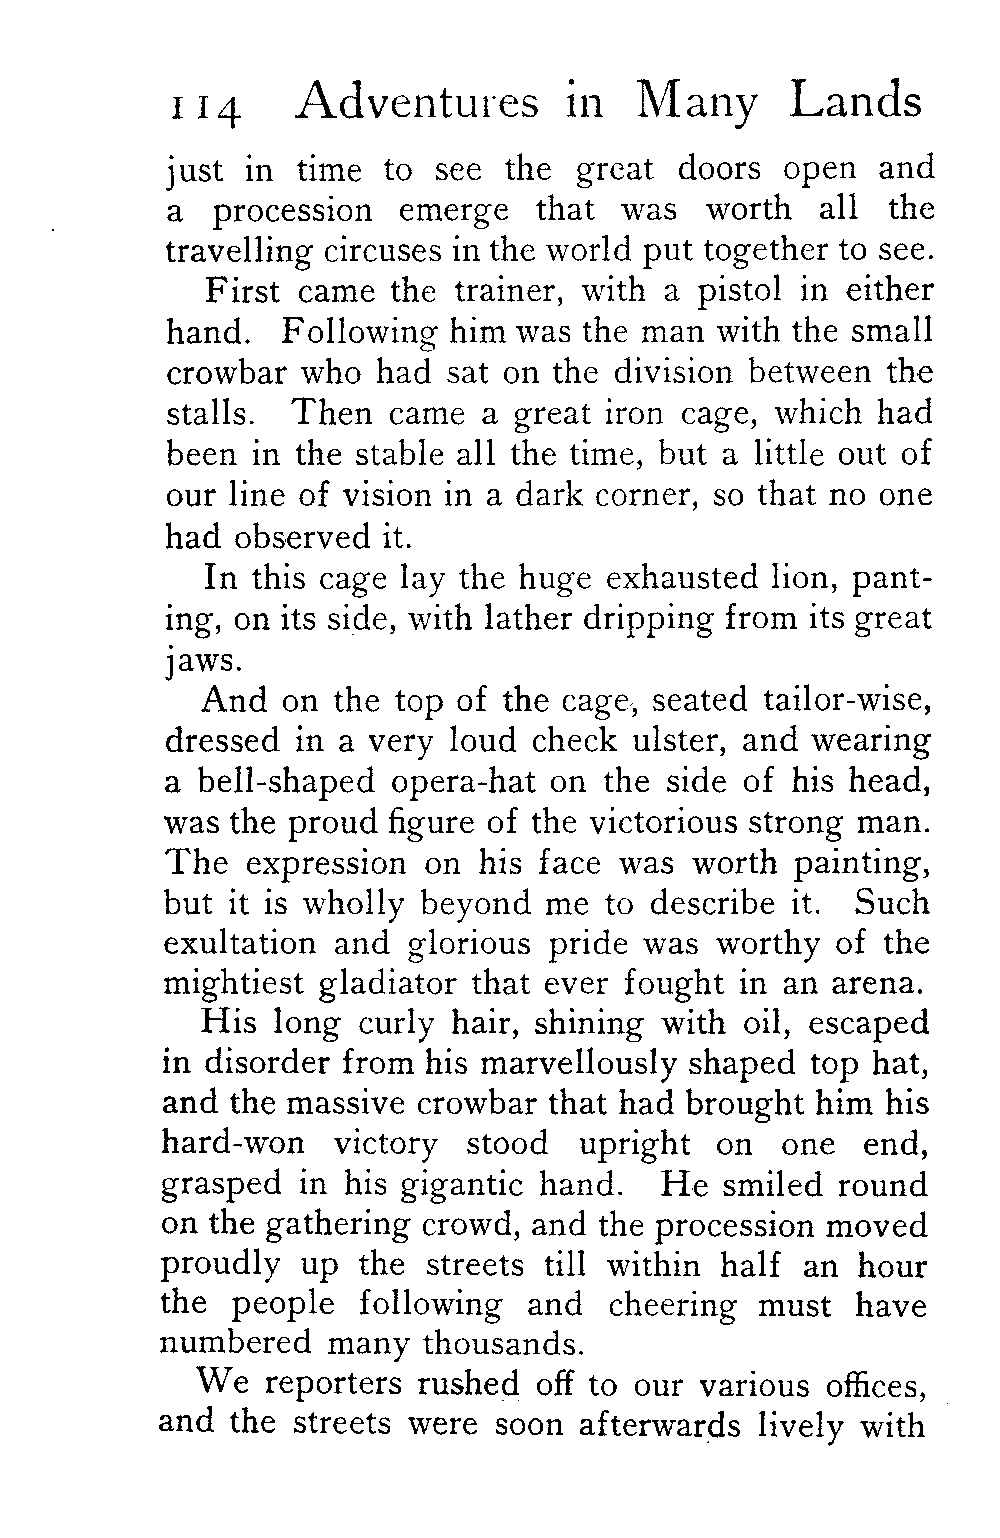 114 Adventures in Many Lands
just in time to see the great doors open and
a procession emerge that was worth all the
travelling circuses in the world put together to see.
First came the trainer, with a pistol in either
hand. Following him was the man with the small
crowbar who had sat on the division between the
stalls. Then came a great iron cage, which had
been in the stable all the time, but a little out of
our line of vision in a dark corner, so that no one
had observed it.
In this cage lay the huge exhausted lion, pant-
ing, on its side, with lather dripping from its great
jaws.
And on the top of the cage, seated tailor-wise,
dressed in a very loud check ulster, and wearing
a bell-shaped opera-hat on the side of his head,
was the proud figure of the victorious strong man.
The expression on his face was worth painting,
but it is wholly beyond me to describe it. Such
exultation and glorious pride was worthy of the
mightiest gladiator that ever fought in an arena.
His long curly hair, shining with oil, escaped
in disorder from his marvellously shaped top hat,
and the massive crowbar that had brought him his
hard-won victory stood upright on one end,
grasped in his gigantic hand. He smiled round
on the gathering crowd, and the procession moved
proudly up the streets till within half an hour
the people following and cheering must have
numbered many thousands.
We reporters rushed off to our various offices,
and the streets were soon afterwards lively with